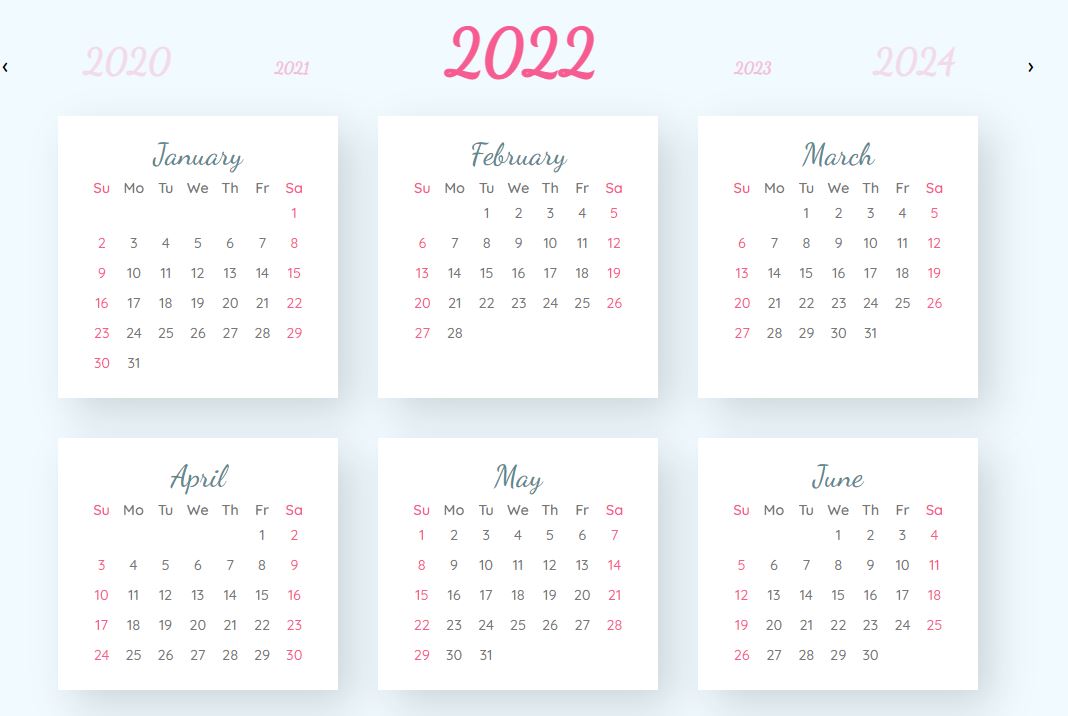 ‹ 2020 2021 2022 2023 2024 ›
January
Su Mo Tu We Th Fr Sa
1
2 3 4 5 6 7 8
9 10 11 12 13 14 15
16 17 18 19 20 21 22
23 24 25 26 27 28 29
30 31
February
Su Mo Tu We Th Fr Sa
1 2 3 4 5
6 7 8 9 10 11 12
13 14 15 16 17 18 19
20 21 22 23 24 25 26
27 28
March
Su Mo Tu We Th Fr Sa
1 2 3 4 5
6 7 8 9 10 11 12
13 14 15 16 17 18 19
20 21 22 23 24 25 26
27 28 29 30 31
April
Su Mo Tu We Th Fr Sa
1 2
3 4 5 6 7 8 9
10 11 12 13 14 15 16
17 18 19 20 21 22 23
24 25 26 27 28 29 30
May
Su Mo Tu We Th Fr Sa
1 2 3 4 5 6 7
8 9 10 11 12 13 14
15 16 17 18 19 20 21
22 23 24 25 26 27 28
29 30 31
June
Su Mo Tu We Th Fr Sa
1 2 3 4
5 6 7 8 9 10 11
12 13 14 15 16 17 18
19 20 21 22 23 24 25
26 27 28 29 30